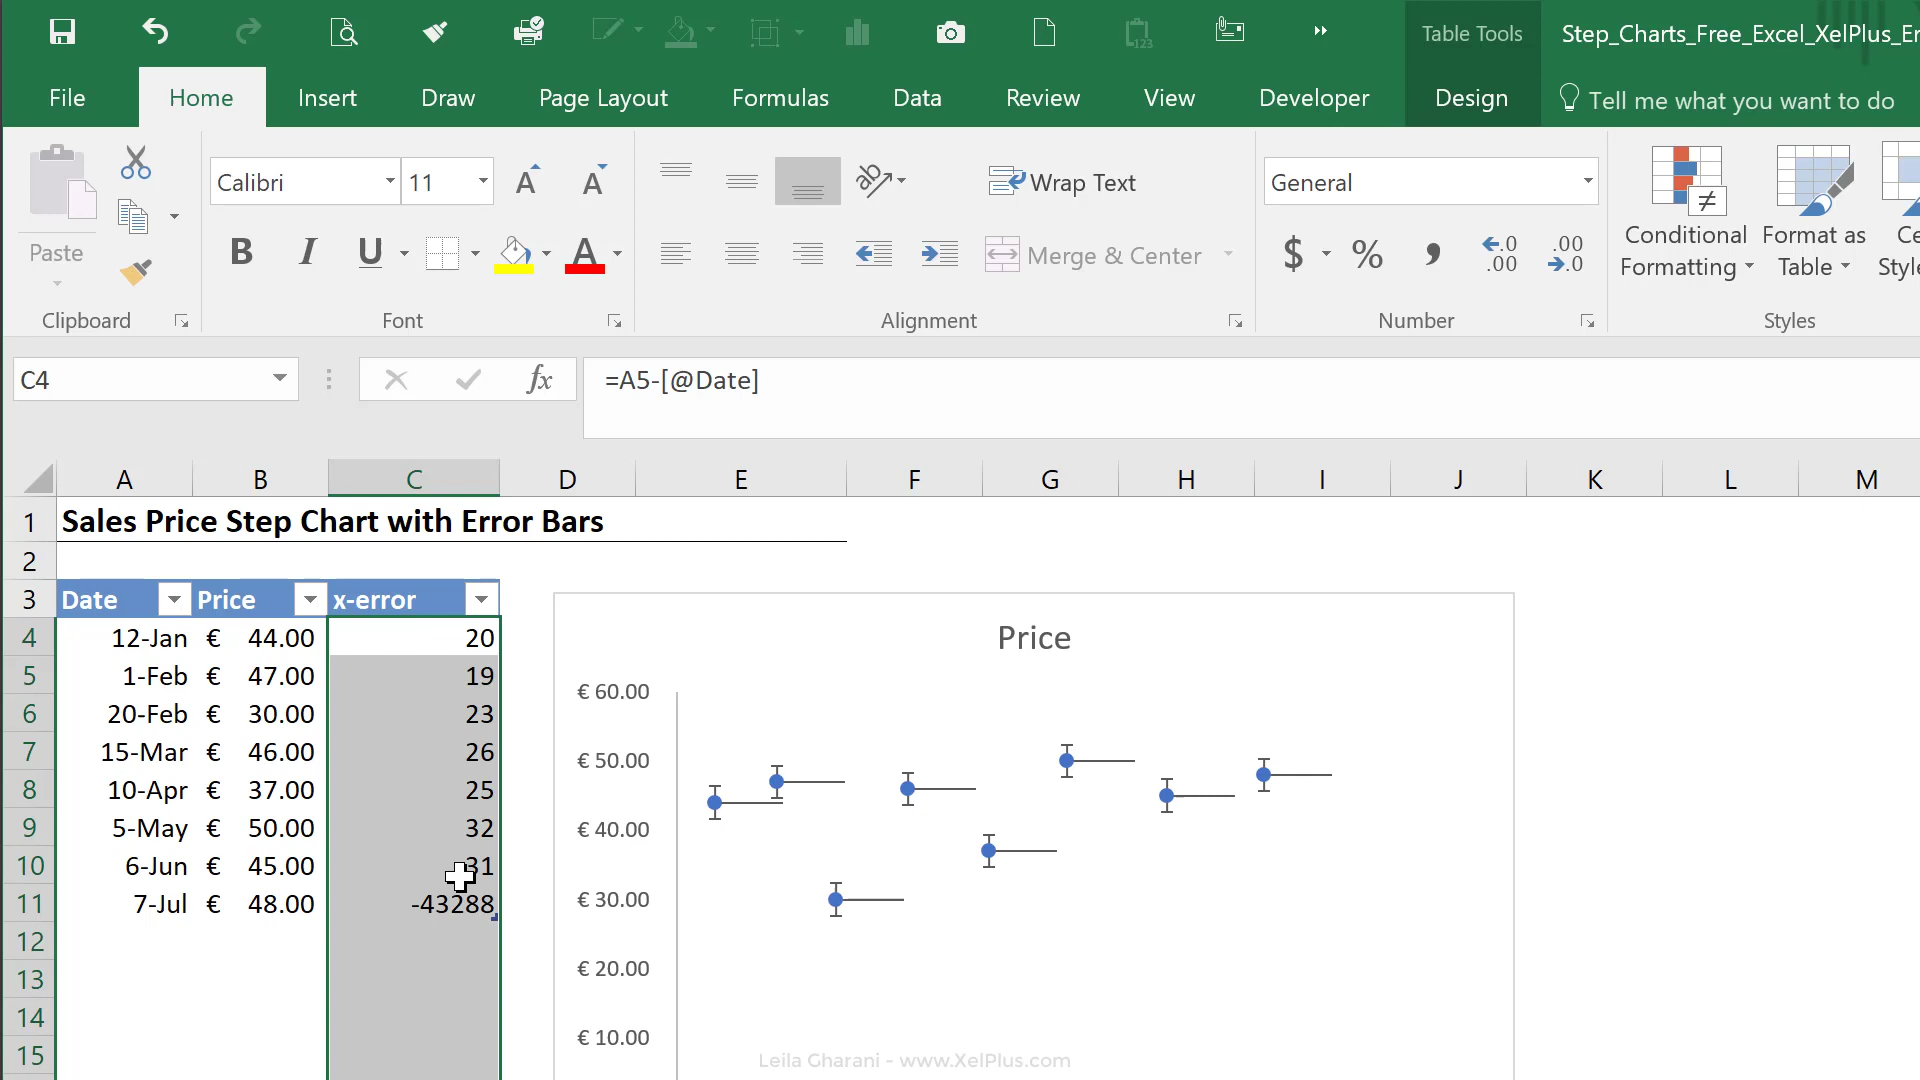 Table Tools
Step_Charts_Free_Excel_XelPlus_Er
File Home Insert Draw Page Layout Formulas Data Review View Developer Design Tell me what you want to do
Paste
Clipboard
Calibri 11
B I U
Font
Wrap Text
Merge & Center
Alignment
General
$ % ,
Number
Conditional Formatting
Format as Table
Styles
C4
fx
=A5-[@Date]
A B C D E F G H I J K L M
1 Sales Price Step Chart with Error Bars
2
3 Date Price x-error
4 12-Jan € 44.00 20
5 1-Feb € 47.00 19
6 20-Feb € 30.00 23
7 15-Mar € 46.00 26
8 10-Apr € 37.00 25
9 5-May € 50.00 32
10 6-Jun € 45.00 31
11 7-Jul € 48.00 -43288
12
13
14
15
Price
€ 60.00
€ 50.00
€ 40.00
€ 30.00
€ 20.00
€ 10.00
Leila Gharani - www.XelPlus.com